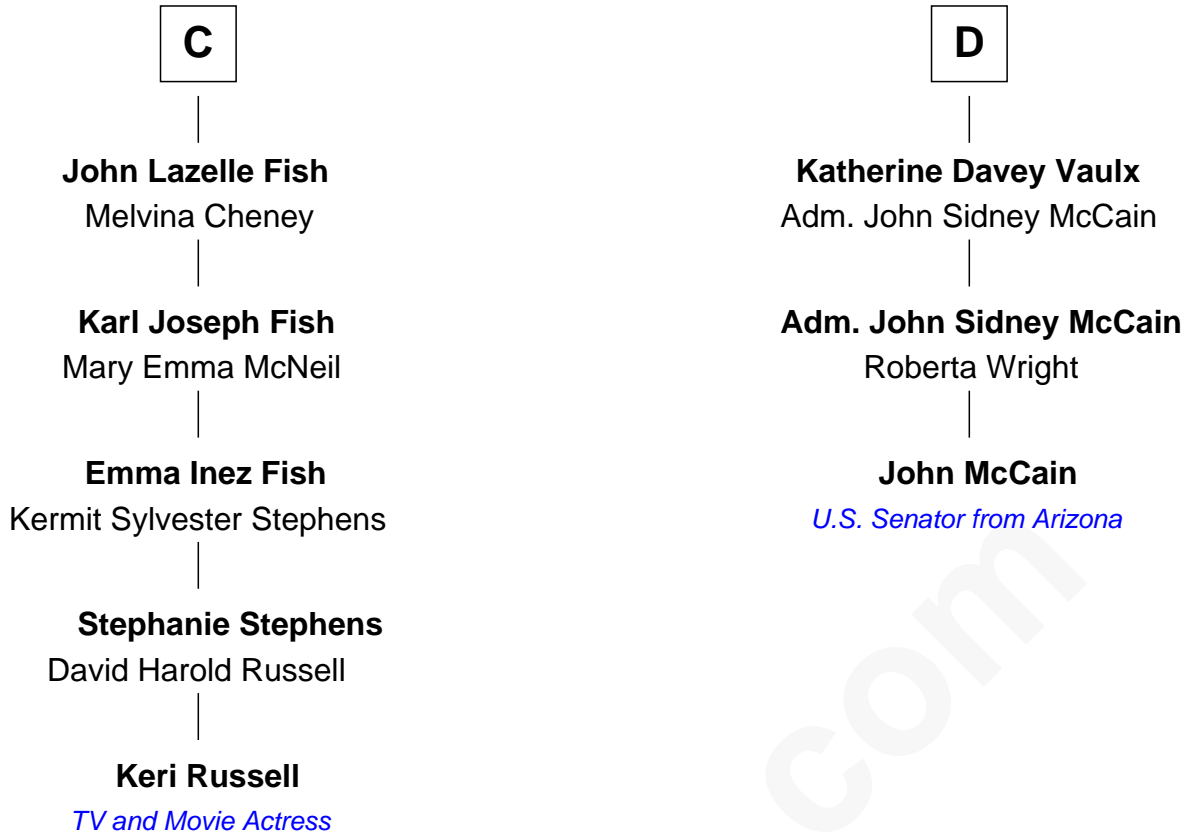 C
John Lazelle Fish
Melvina Cheney
Karl Joseph Fish
Mary Emma McNeil
Emma Inez Fish
Kermit Sylvester Stephens
Stephanie Stephens
David Harold Russell
Keri Russell
TV and Movie Actress
D
Katherine Davey Vaulx
Adm. John Sidney McCain
Adm. John Sidney McCain
Roberta Wright
John McCain
U.S. Senator from Arizona
com